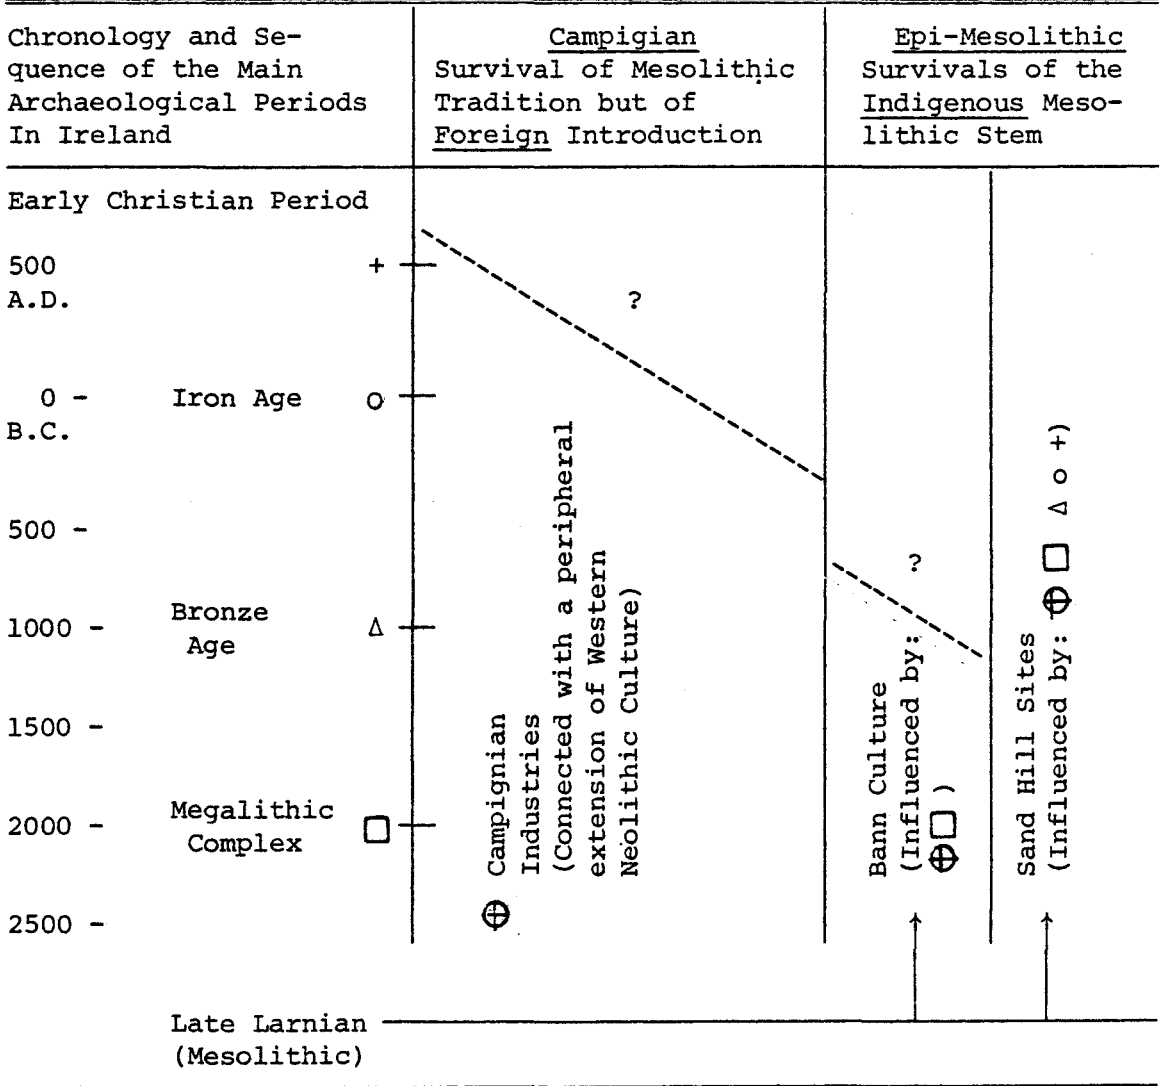 Chronology and Se-
quence of the Main
Archaeological Periods
In Ireland
Campigian
Survival of Mesolithic
Tradition but of
Foreign Introduction
Epi-Mesolithic
Survivals of the
Indigenous Meso-
lithic Stem
Early Christian Period
500 +
A.D.
?
0 - Iron Age o
B.C.
500 -
Bronze
1000 - Δ
Age
1500 -
Megalithic
2000 - □
Complex
2500 -
⊕ Campignian
Industries
(Connected with a peripheral
extension of Western
Neolithic Culture)
?
Bann Culture
(Influenced by:
⊕ □ )
Sand Hill Sites
(Influenced by: ⊕ □ Δ o +)
Late Larnian
(Mesolithic)